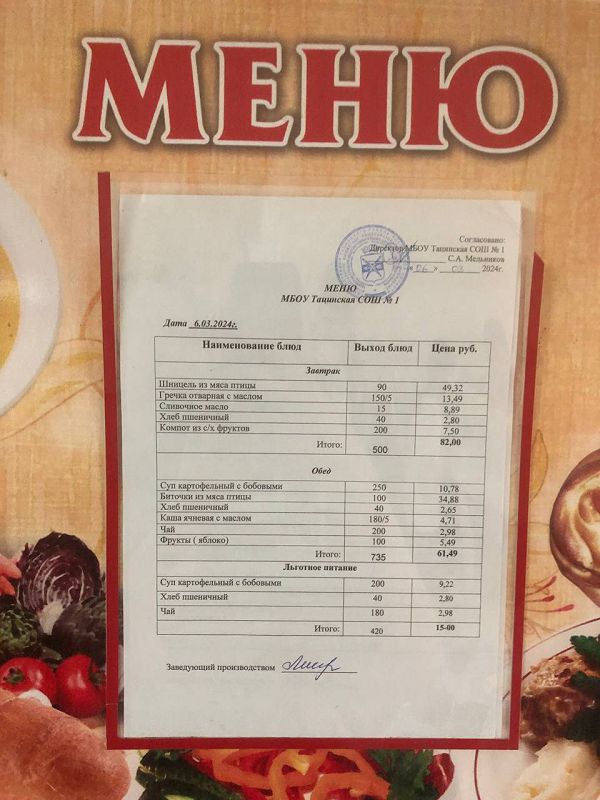 МЕНЮ
Согласовано:
Директор МБОУ Тацинская СОШ № 1
С.А. Мельников
«06» 03 2024г.
МЕНЮ
МБОУ Тацинская СОШ № 1
Дата 6.03.2024г.
Наименование блюд Выход блюд Цена руб.
Завтрак
Шницель из мяса птицы 90 49,32
Гречка отварная с маслом 150/5 13,49
Сливочное масло 15 8,89
Хлеб пшеничный 40 2,80
Компот из с/х фруктов 200 7,50
Итого: 500 82,00
Обед
Суп картофельный с бобовыми 250 10,78
Биточки из мяса птицы 100 34,88
Хлеб пшеничный 40 2,65
Каша ячневая с маслом 180/5 4,71
Чай 200 2,98
Фрукты ( яблоко) 100 5,49
Итого: 735 61,49
Льготное питание
Суп картофельный с бобовыми 200 9,22
Хлеб пшеничный 40 2,80
Чай 180 2,98
Итого: 420 15-00
Заведующий производством